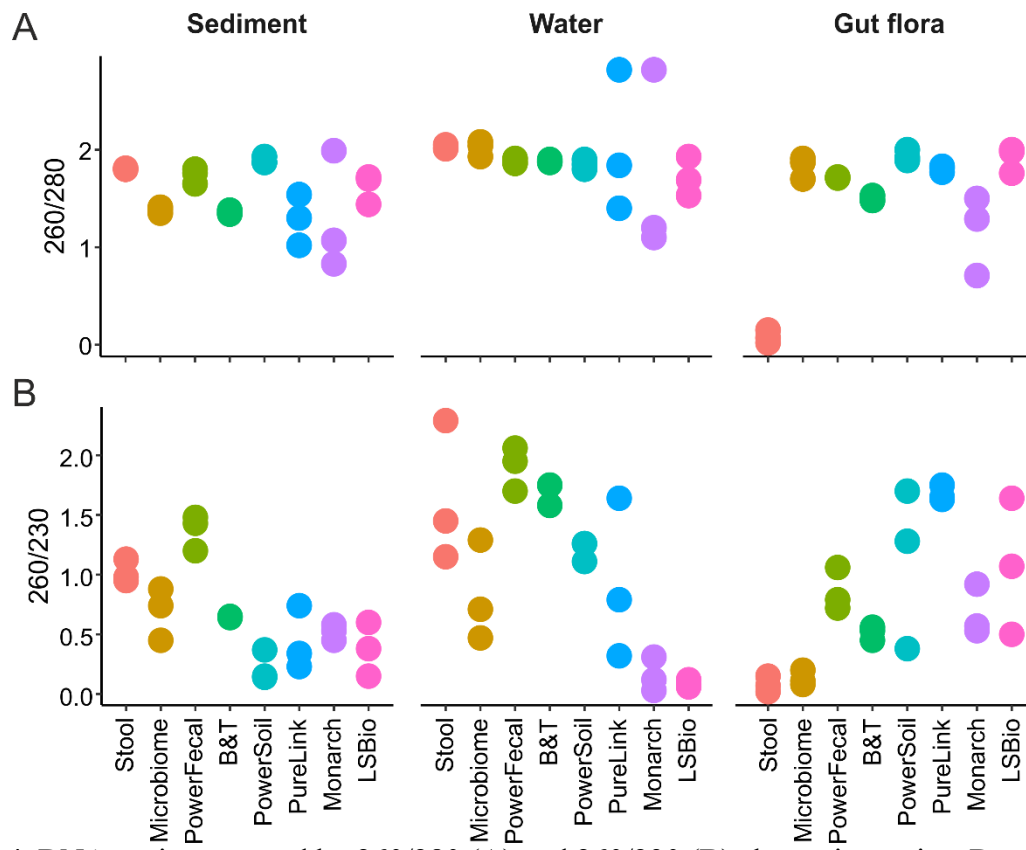 A
Sediment
Water
Gut flora
260/280
2
1
0
B
260/230
2.0
1.5
1.0
0.5
0.0
Stool
Microbiome
PowerFecal
B&T
PowerSoil
PureLink
Monarch
LSBio
Stool
Microbiome
PowerFecal
B&T
PowerSoil
PureLink
Monarch
LSBio
Stool
Microbiome
PowerFecal
B&T
PowerSoil
PureLink
Monarch
LSBio